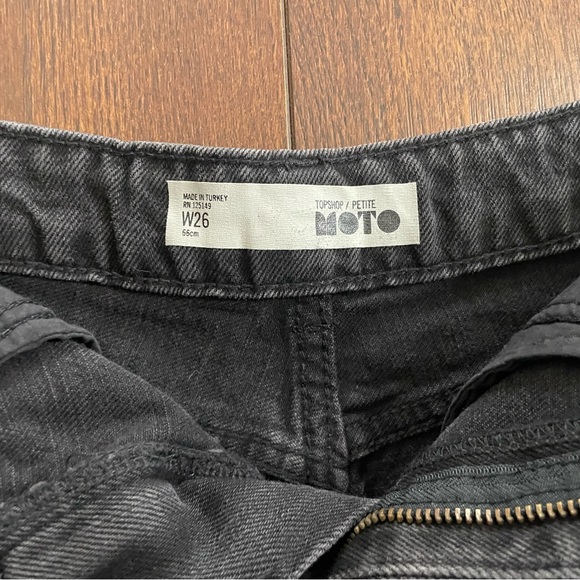 MADE IN TURKEY
RN 125149
W26
66cm
TOPSHOP / PETITE
MOTO